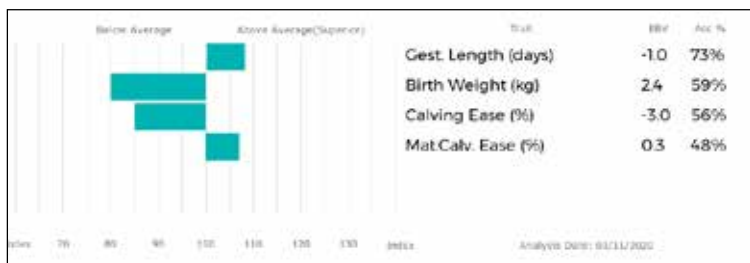 Below Average Above Average(Superior) Trait EBV Acc %
Gest. Length (days) -1.0 73%
Birth Weight (kg) 2.4 59%
Calving Ease (%) -3.0 56%
Mat.Calv. Ease (%) 0.3 48%
Index 70 80 90 100 110 120 130 Index Analysis Date: 03/11/2020